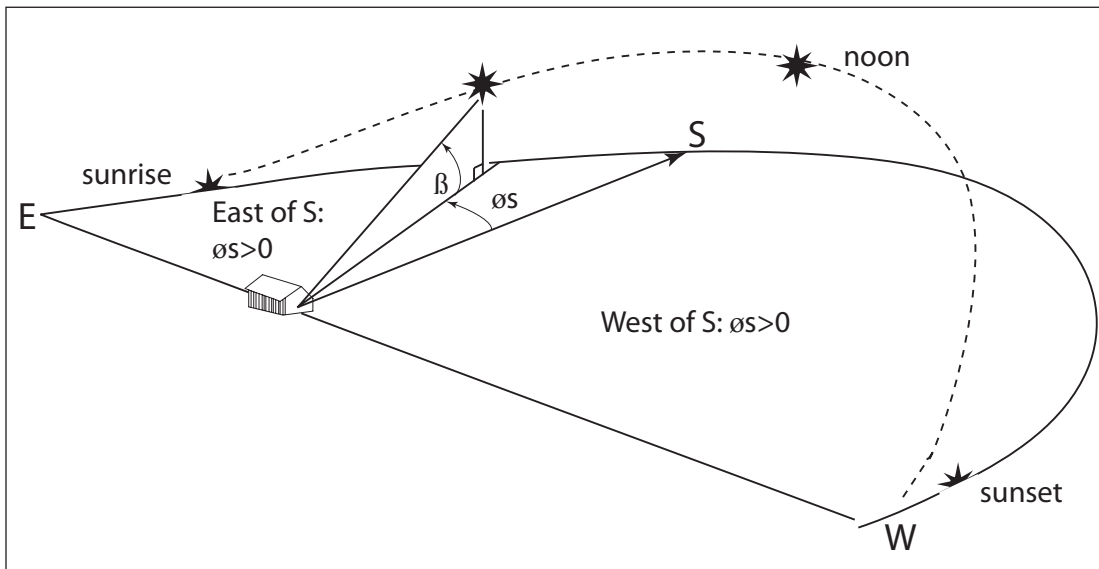 noon
S
sunrise
ß
øs
E
East of S:
øs>0
West of S: øs>0
sunset
W